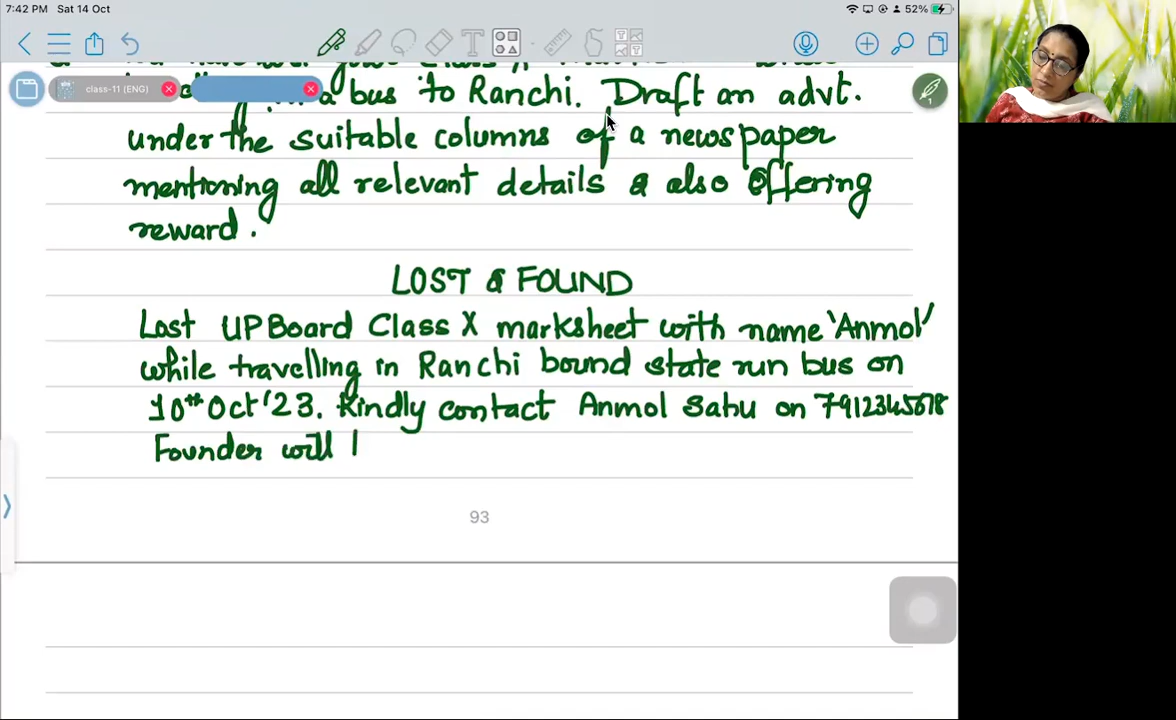 7:42 PM Sat 14 Oct
52%
class-11 (ENG)
a bus to Ranchi. Draft an advt.
under the suitable columns of a newspaper
mentioning all relevant details & also offering
reward.
LOST & FOUND
Lost UP Board Class X marksheet with name 'Anmol'
while travelling in Ranchi bound state run bus on
10th Oct '23. Kindly contact Anmol Sahu on
Founder will
93
1